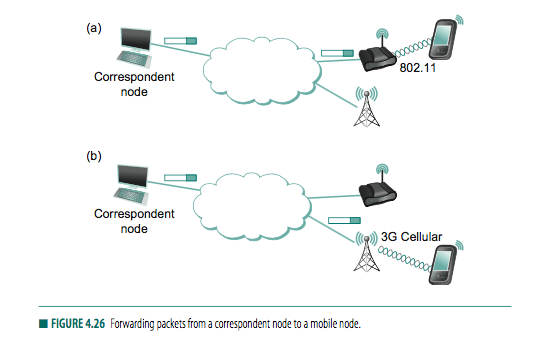 (a)
Correspondent
node
802.11
(b)
Correspondent
node
3G Cellular
■ FIGURE 4.26 Forwarding packets from a correspondent node to a mobile node.